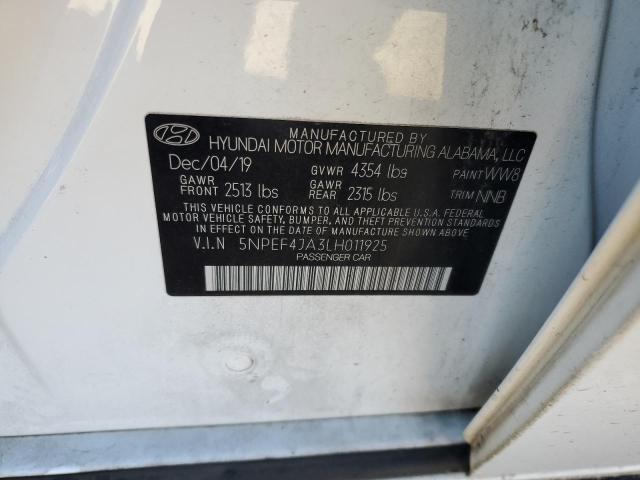 MANUFACTURED BY
HYUNDAI MOTOR MANUFACTURING ALABAMA, LLC
Dec/04/19 GVWR 4354 lbs PAINT WW8
GAWR FRONT 2513 lbs GAWR REAR 2315 lbs TRIM NNB
THIS VEHICLE CONFORMS TO ALL APPLICABLE U.S.A. FEDERAL
MOTOR VEHICLE SAFETY, BUMPER, AND THEFT PREVENTION STANDARDS
IN EFFECT ON THE DATE OF MANUFACTURE SHOWN ABOVE.
V.I.N 5NPEF4JA3LH011925
PASSENGER CAR